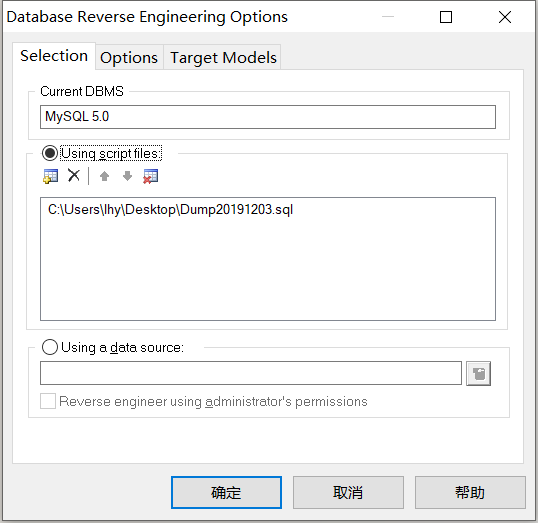 Database Reverse Engineering Options
Selection
Options
Target Models
Current DBMS
MySQL 5.0
Using script files:
C:\Users\lhy\Desktop\Dump20191203.sql
Using a data source:
Reverse engineer using administrator's permissions
确定
取消
帮助